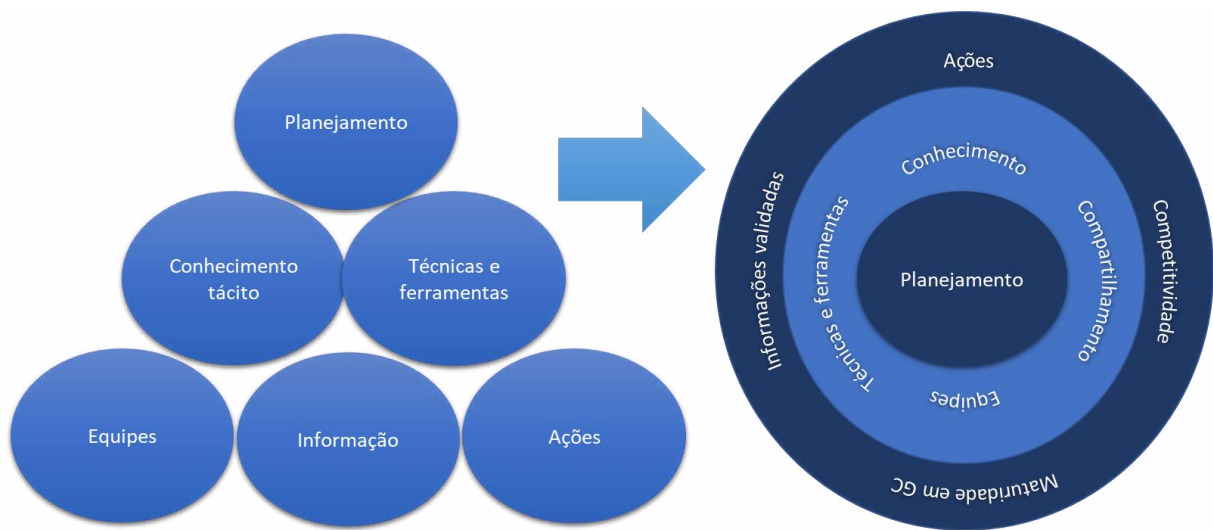 Planejamento
Conhecimento
tácito
Técnicas e
ferramentas
Equipes
Informação
Ações
Ações
Informações validadas
Competitividade
Maturidade em GC
Conhecimento
Técnicas e ferramentas
Compartilhamento
Equipes
Planejamento